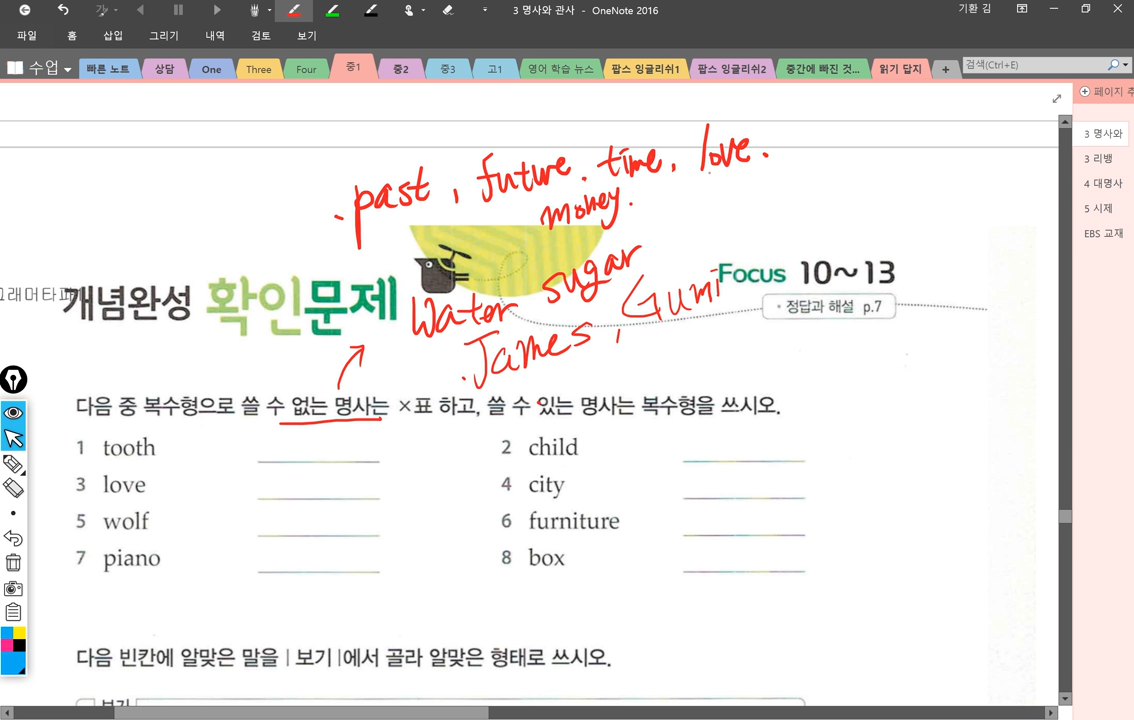 3 명사와 관사 - OneNote 2016
기환 김
파일 홈 삽입 그리기 내역 검토 보기
수업 빠른 노트 상담 One Three Four 중1 중2 중3 고1 영어 학습 뉴스 팝스 잉글리쉬1 팝스 잉글리쉬2 중간에 빠진 것... 읽기 답지 + 검색(Ctrl+E)
페이지 추
3 명사와
3 리뱅
4 대명사
5 시제
EBS 교재
. past, future. time. love.
money.
water sugar
. James, Gumi
그래머타파
개념완성 확인문제
Focus 10~13
• 정답과 해설 p.7
다음 중 복수형으로 쓸 수 없는 명사는 ×표 하고, 쓸 수 있는 명사는 복수형을 쓰시오.
1 tooth 2 child
3 love 4 city
5 wolf 6 furniture
7 piano 8 box
다음 빈칸에 알맞은 말을 |보기|에서 골라 알맞은 형태로 쓰시오.